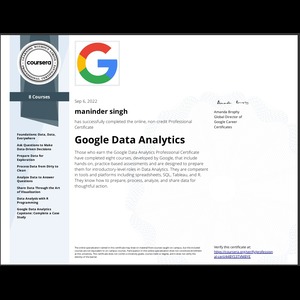 coursera
8 Courses
Foundations: Data, Data, Everywhere
Ask Questions to Make Data-Driven Decisions
Prepare Data for Exploration
Process Data from Dirty to Clean
Analyze Data to Answer Questions
Share Data Through the Art of Visualization
Data Analysis with R Programming
Google Data Analytics Capstone: Complete a Case Study
Sep 6, 2022
maninder singh
has successfully completed the online, non-credit Professional
Certificate
Google Data Analytics
Those who earn the Google Data Analytics Professional Certificate
have completed eight courses, developed by Google, that include
hands-on, practice-based assessments and are designed to prepare
them for introductory-level roles in Data Analytics. They are competent
in tools and platforms including spreadsheets, SQL, Tableau, and R.
They know how to prepare, process, analyze, and share data for
thoughtful action.
Amanda Brophy
Global Director of
Google Career
Certificates
Verify this certificate at: